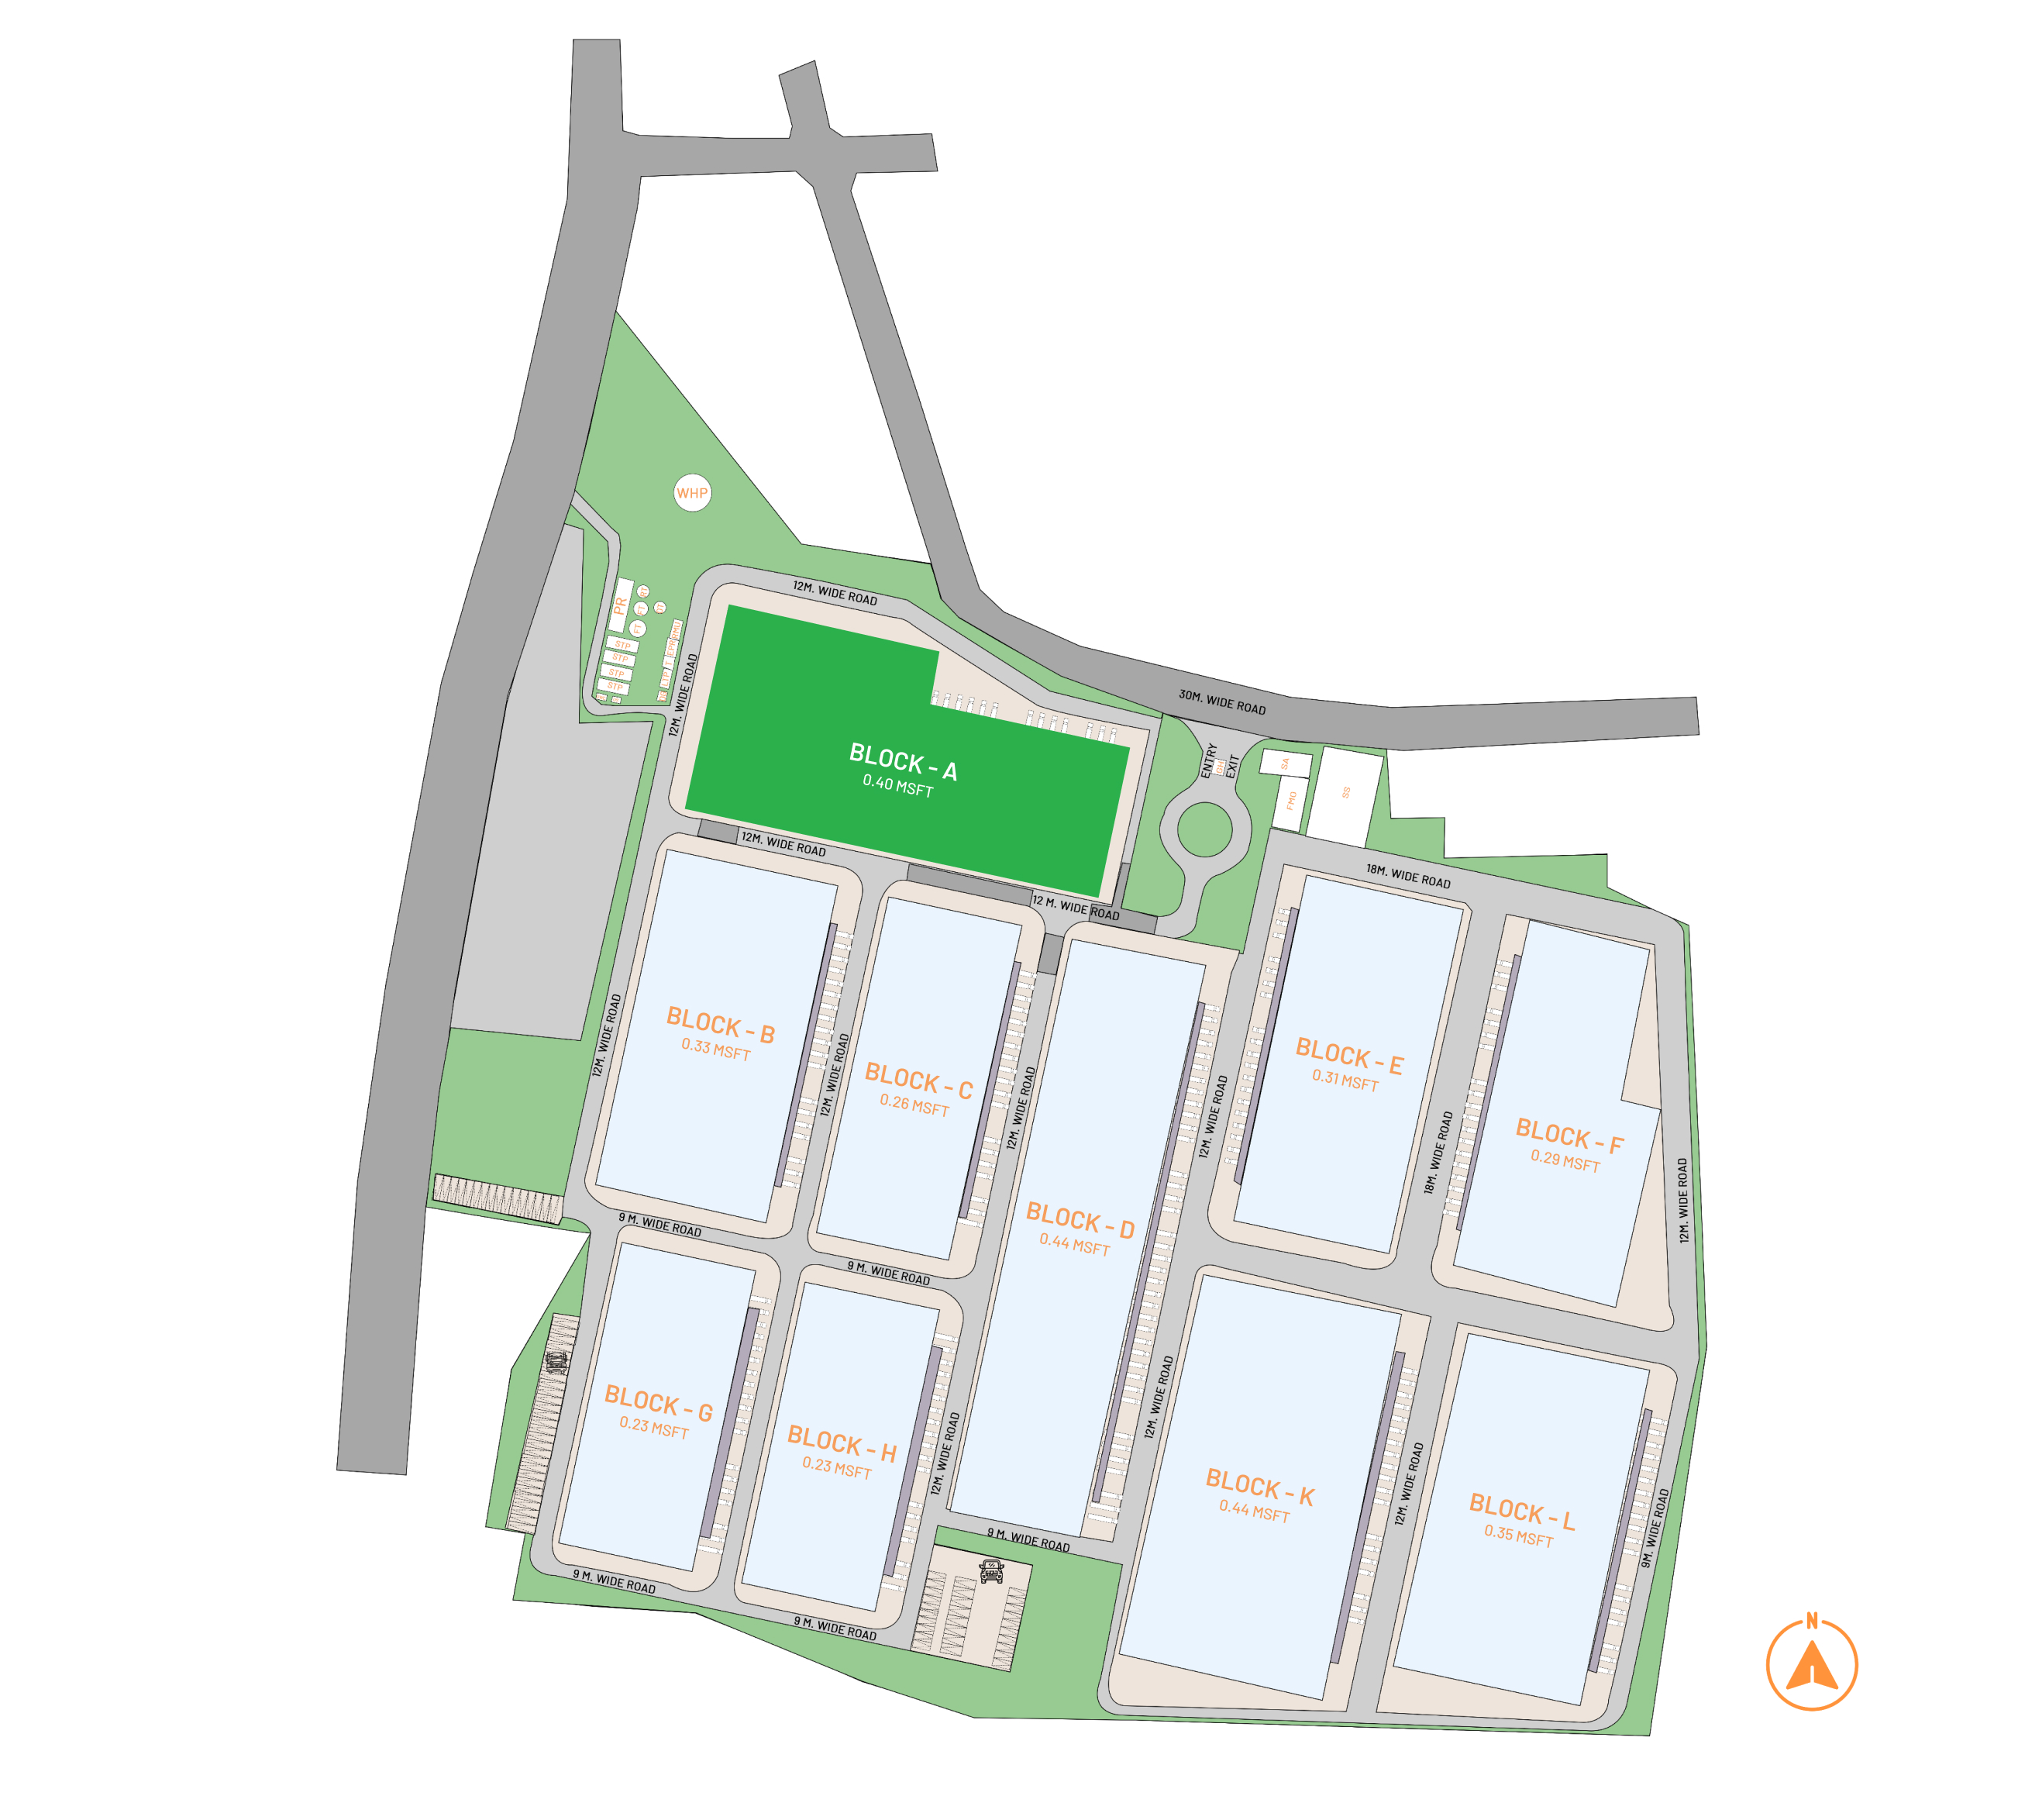 WHP
12M. WIDE ROAD
PR
FT
FT
STP
STP
STP
STP
RMU
EPR
T
LTP
12M. WIDE ROAD
30M. WIDE ROAD
ENTRY
EXIT
GH
SA
FMO
SS
BLOCK - A
0.40 MSFT
12M. WIDE ROAD
12 M. WIDE ROAD
18M. WIDE ROAD
BLOCK - B
0.33 MSFT
12M. WIDE ROAD
12M. WIDE ROAD
BLOCK - C
0.26 MSFT
12M. WIDE ROAD
BLOCK - D
0.44 MSFT
12M. WIDE ROAD
BLOCK - E
0.31 MSFT
18M. WIDE ROAD
BLOCK - F
0.29 MSFT
12M. WIDE ROAD
9 M. WIDE ROAD
9 M. WIDE ROAD
BLOCK - G
0.23 MSFT
BLOCK - H
0.23 MSFT
12M. WIDE ROAD
12M. WIDE ROAD
BLOCK - K
0.44 MSFT
12M. WIDE ROAD
BLOCK - L
0.35 MSFT
9M. WIDE ROAD
9 M. WIDE ROAD
9 M. WIDE ROAD
9 M. WIDE ROAD
N